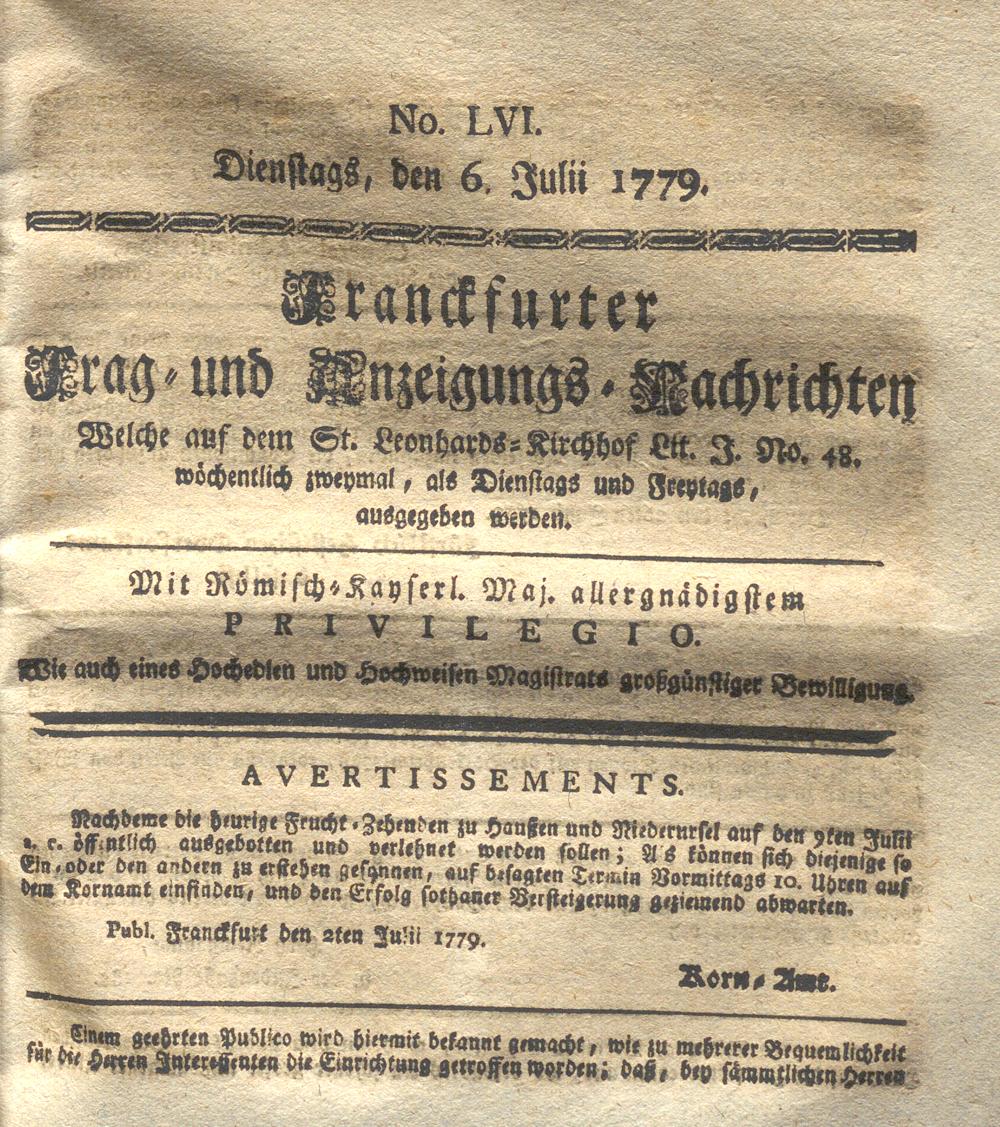 No. LVI.
Dienstags, den 6. Julii 1779.
Franckfurter
Frag- und Anzeigungs-Nachrichten
Welche auf dem St. Leonhards-Kirchhof Litt. J. No. 48.
wöchentlich zweymal, als Dienstags und Freytags,
ausgegeben werden.
Mit Römisch-Kayserl. Maj. allergnädigstem
PRIVILEGIO.
Wie auch eines Hochedlen und Hochweisen Magistrats großgünstiger Bewilligung.
AVERTISSEMENTS.
Nachdeme die heurige Frucht-Zehenden zu Haußen und Niederursel auf den 9ten Julii
a. c. öffentlich ausgebotten und verlehnet werden sollen; Als können sich diejenige so
Ein- oder den andern zu erstehen gesonnen, auf besagten Termin Vormittags 10. Uhren auf
dem Kornamt einfinden, und den Erfolg sothaner Versteigerung geziemend abwarten.
Publ. Franckfurt den 2ten Julii 1779.
Korn-Amt.
Einem geehrten Publico wird hiermit bekannt gemacht, wie zu mehrerer Bequemlichkeit
für die Herren Interessenten die Einrichtung getroffen worden; daß, bey sämmtlichen Herren